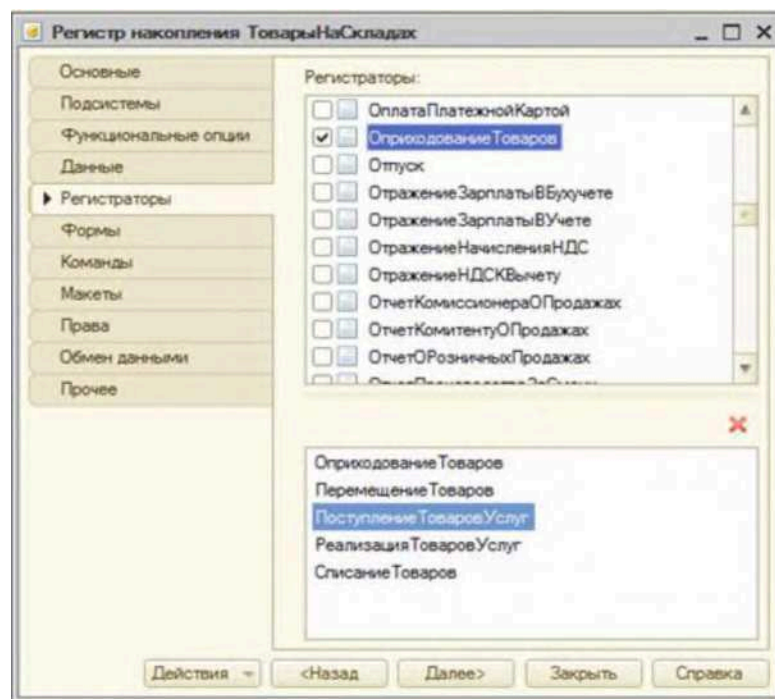 Регистр накопления ТоварыНаСкладах
Основные
Подсистемы
Функциональные опции
Данные
Регистраторы
Формы
Команды
Макеты
Права
Обмен данными
Прочее
Регистраторы:
ОплатаПлатежнойКартой
ОприходованиеТоваров
Отпуск
ОтражениеЗарплатыВБухучете
ОтражениеЗарплатыВУчете
ОтражениеНачисленияНДС
ОтражениеНДСКВычету
ОтчетКомиссионераОПродажах
ОтчетКомитентуОПродажах
ОтчетОРозничныхПродажах
ОприходованиеТоваров
ПеремещениеТоваров
ПоступлениеТоваровУслуг
РеализацияТоваровУслуг
СписаниеТоваров
Действия
<Назад
Далее>
Закрыть
Справка